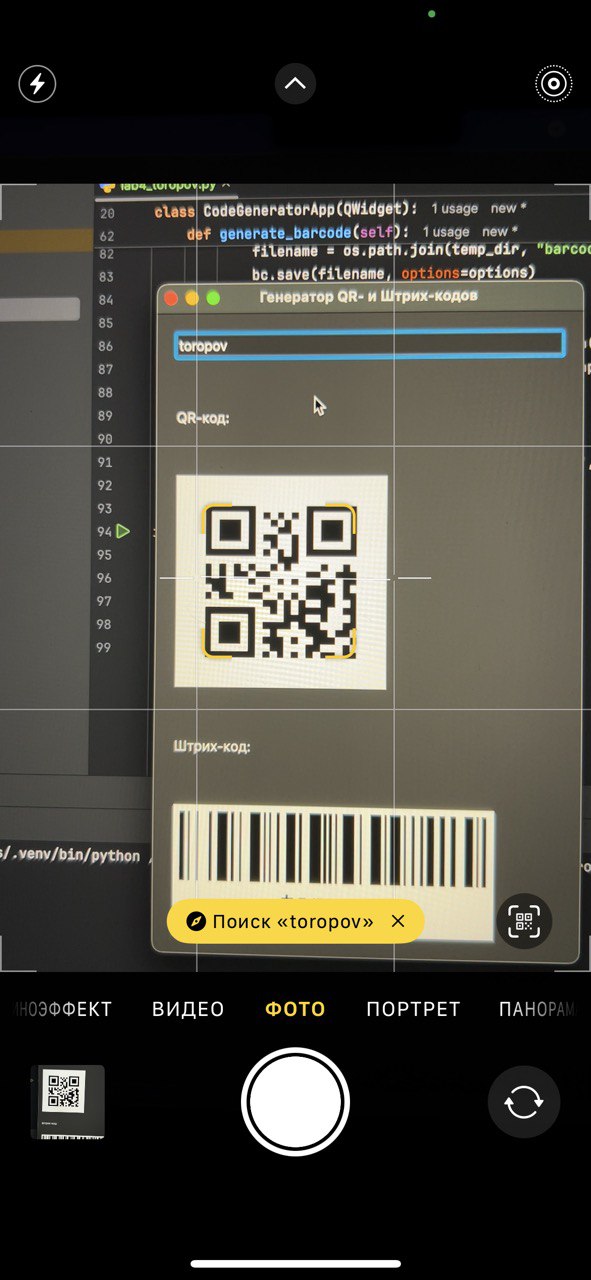 lab4_toropov.py ×
20 class CodeGeneratorApp(QWidget): 1 usage new *
62 def generate_barcode(self): 1 usage new *
82 filename = os.path.join(temp_dir,
83 bc.save(filename, options=options)
84
Генератор QR- и Штрих-кодов
85
86 toropov
87
88
89 QR-код:
90
91
92
93
94
95
96
97
98
99
Штрих-код:
/.venv/bin/python
Поиск «toropov» ×
ВИДЕО ФОТО ПОРТРЕТ